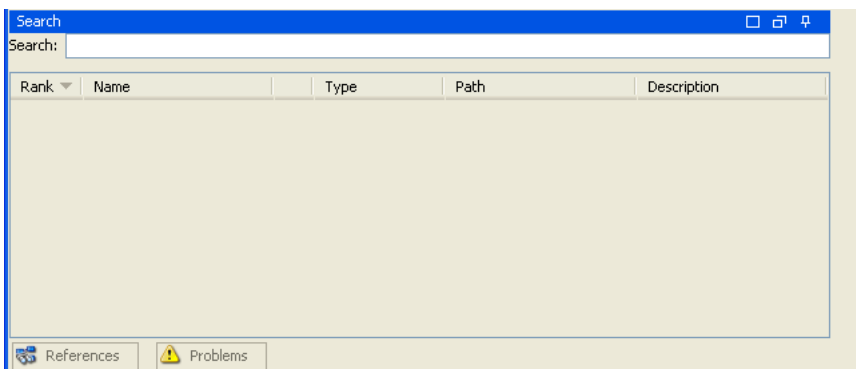 Search
Search:
Rank Name Type Path Description
References Problems